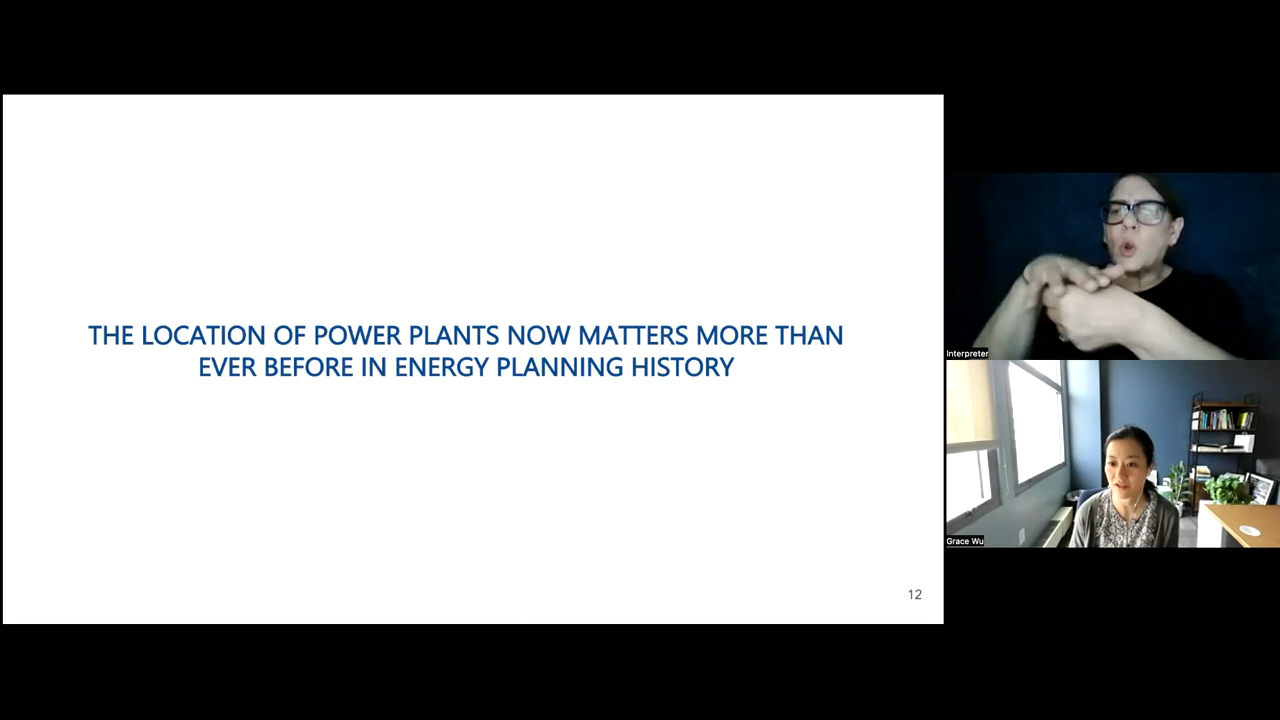 THE LOCATION OF POWER PLANTS NOW MATTERS MORE THAN
EVER BEFORE IN ENERGY PLANNING HISTORY
12
Interpreter
Grace Wu